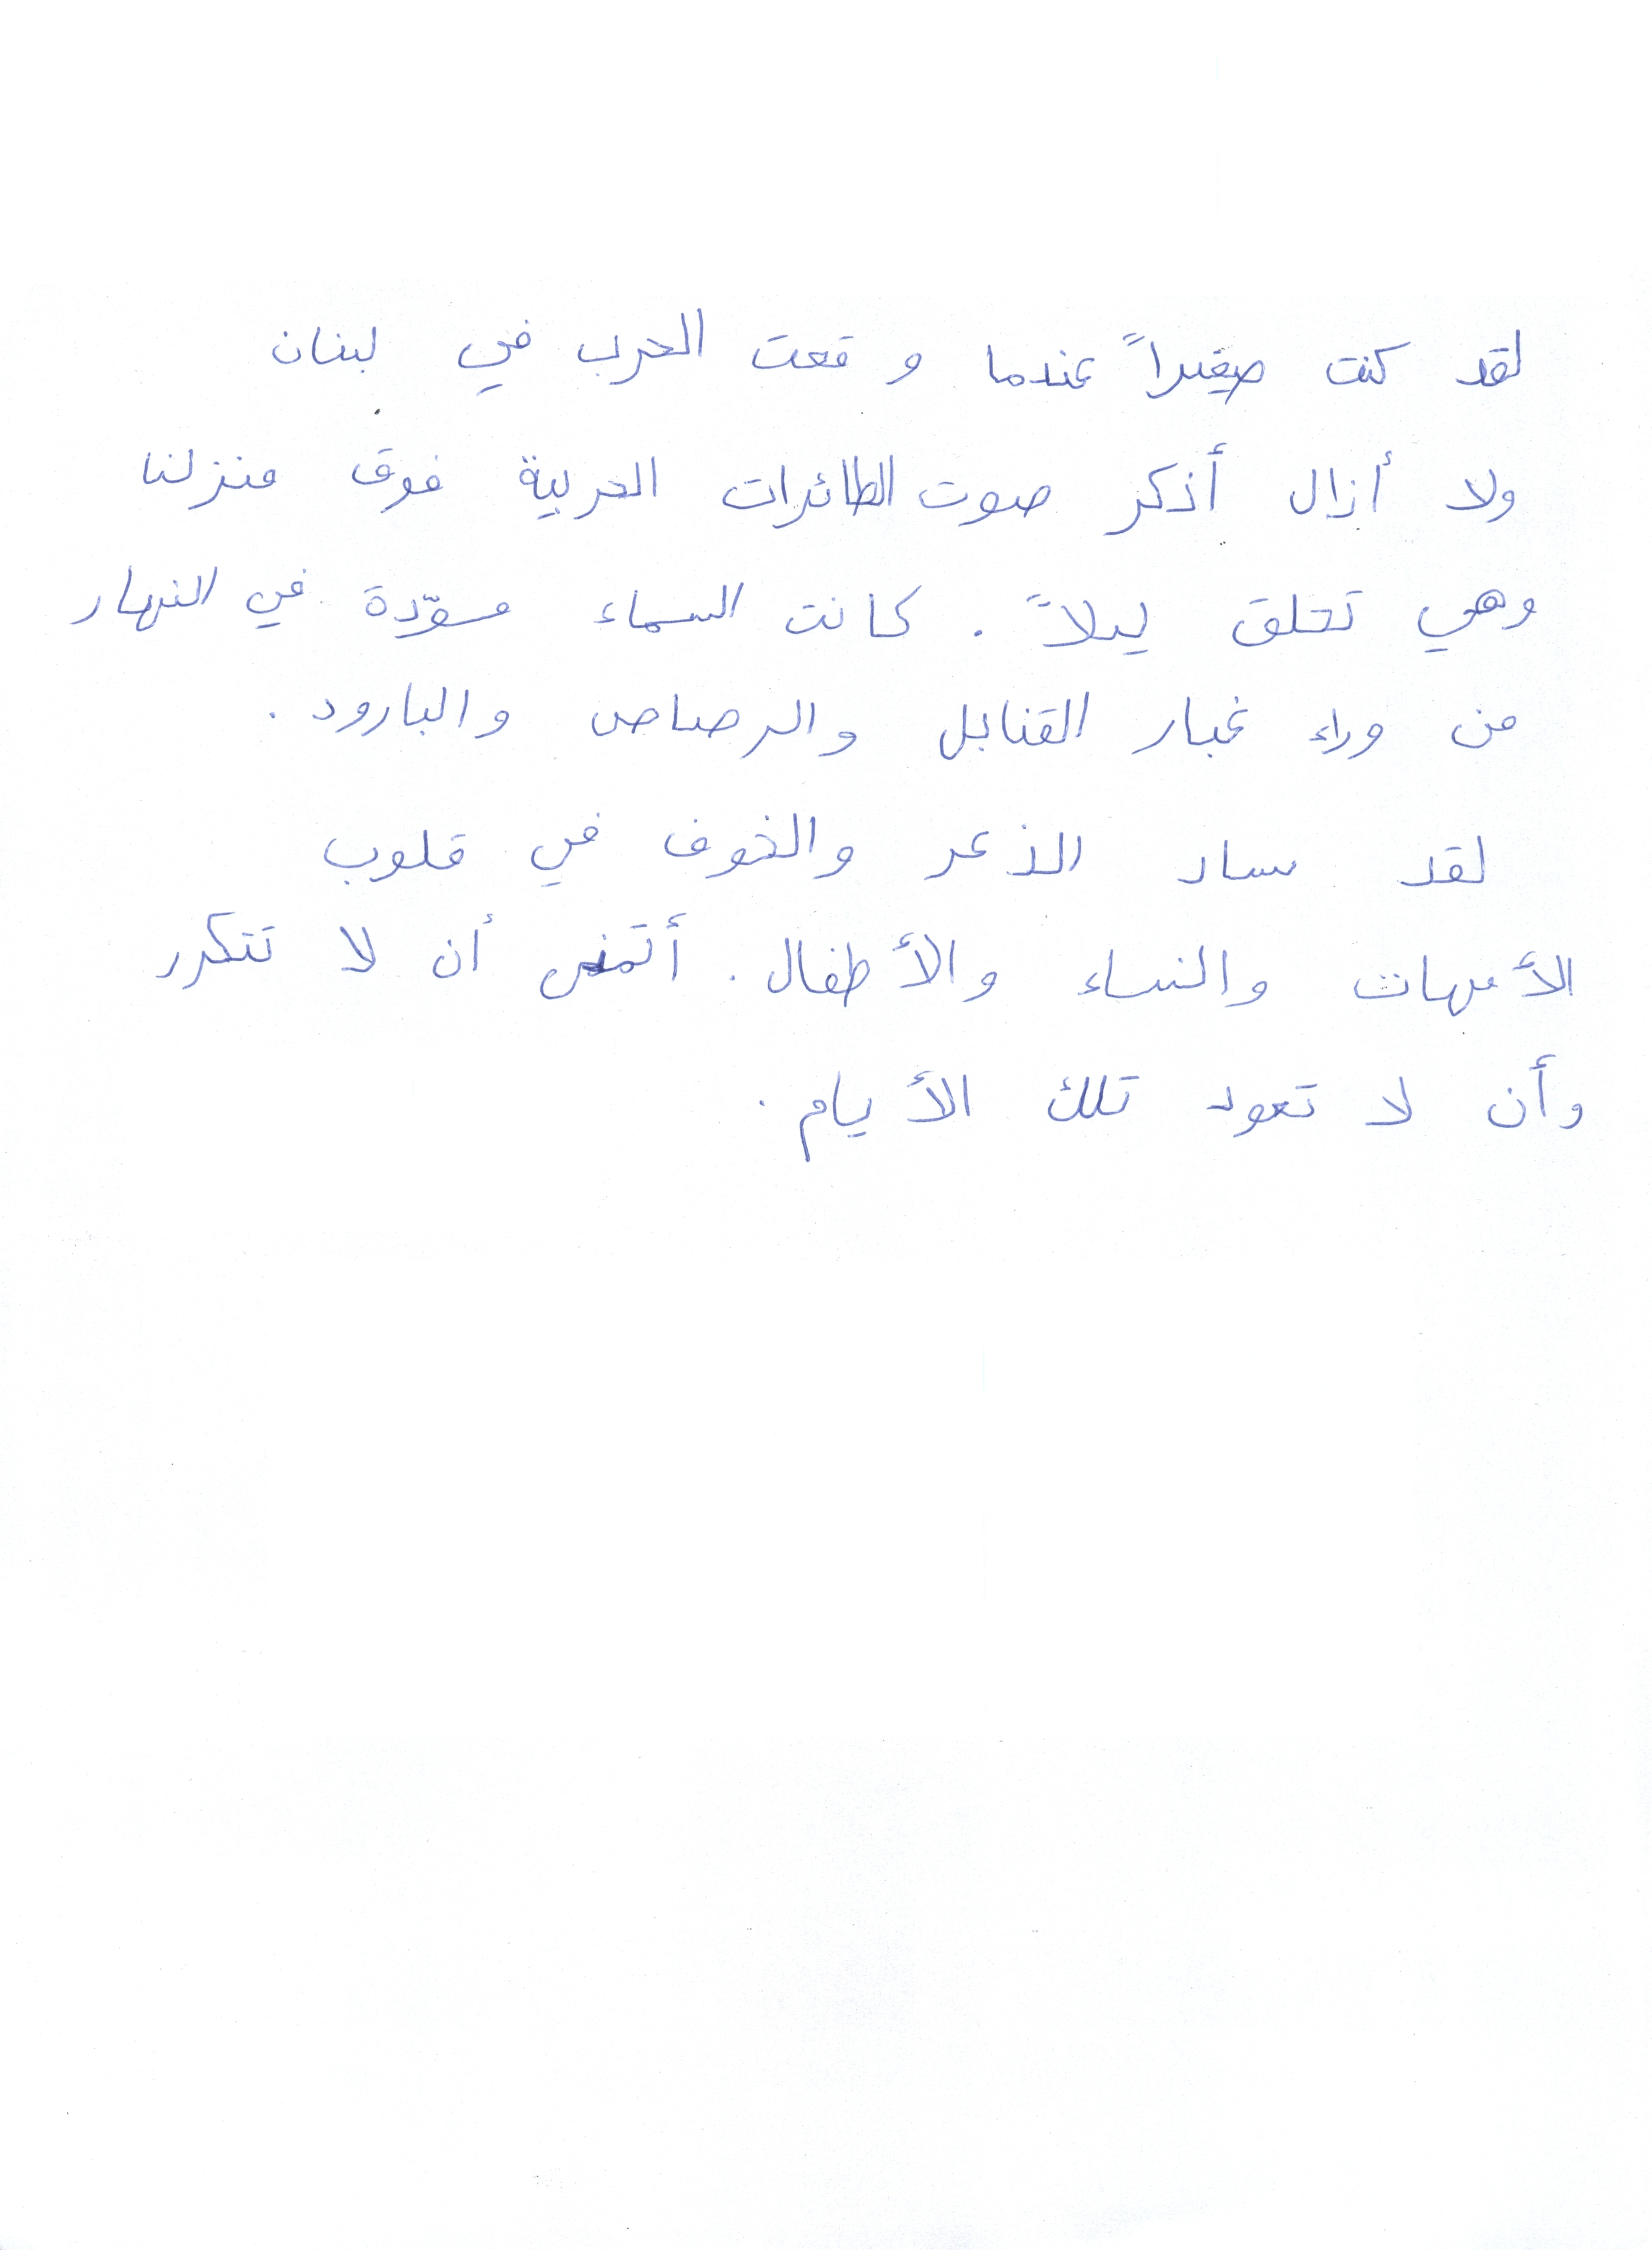 لقد كنت صغيراً عندما وقعت الحرب في لبنان
ولا أزال أذكر صوت الطائرات الحربية فوق منزلنا
وهي تحلق ليلاً . كانت السماء مسوّدة في النهار
من وراء غبار القنابل والرصاص والبارود .
لقد ساد الذعر والخوف في قلوب
الأمهات والنساء والأطفال . أتمنى أن لا تتكرر
وأن لا تعود تلك الأيام .